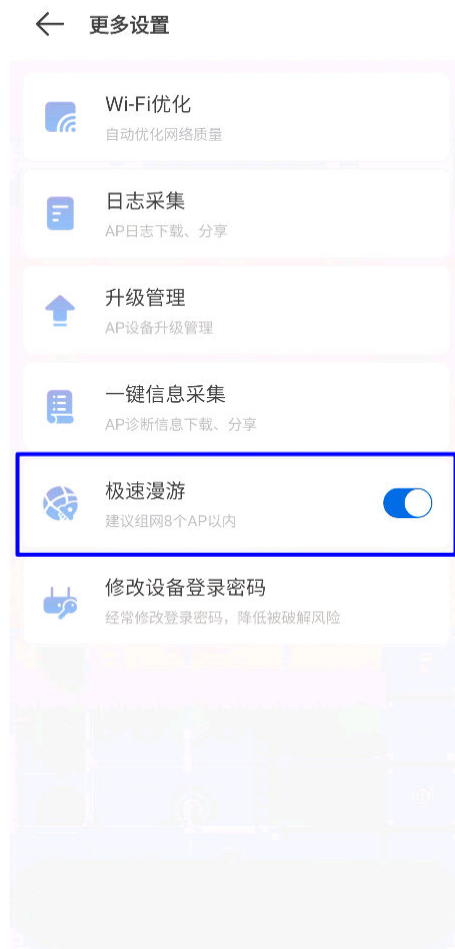 更多设置
Wi-Fi优化
自动优化网络质量
日志采集
AP日志下载、分享
升级管理
AP设备升级管理
一键信息采集
AP诊断信息下载、分享
极速漫游
建议组网8个AP以内
修改设备登录密码
经常修改登录密码，降低被破解风险